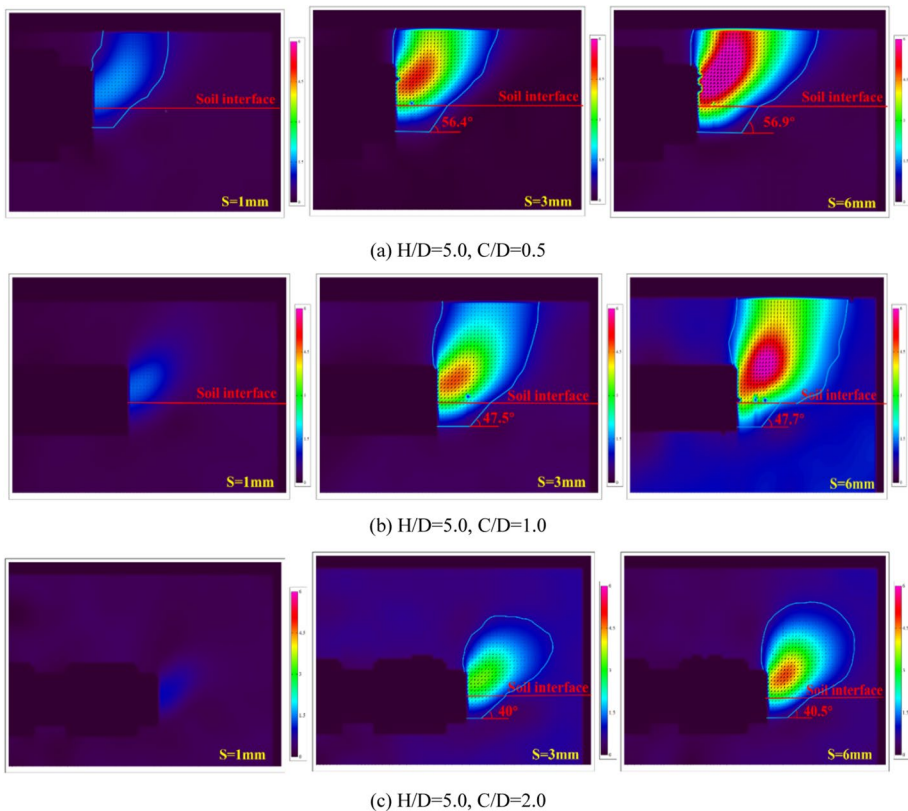 Soil interface
S=1mm
Soil interface
56.4°
S=3mm
Soil interface
56.9°
S=6mm
(a) H/D=5.0, C/D=0.5
Soil interface
S=1mm
Soil interface
47.5°
S=3mm
Soil interface
47.7°
S=6mm
(b) H/D=5.0, C/D=1.0
S=1mm
Soil interface
40°
S=3mm
Soil interface
40.5°
S=6mm
(c) H/D=5.0, C/D=2.0